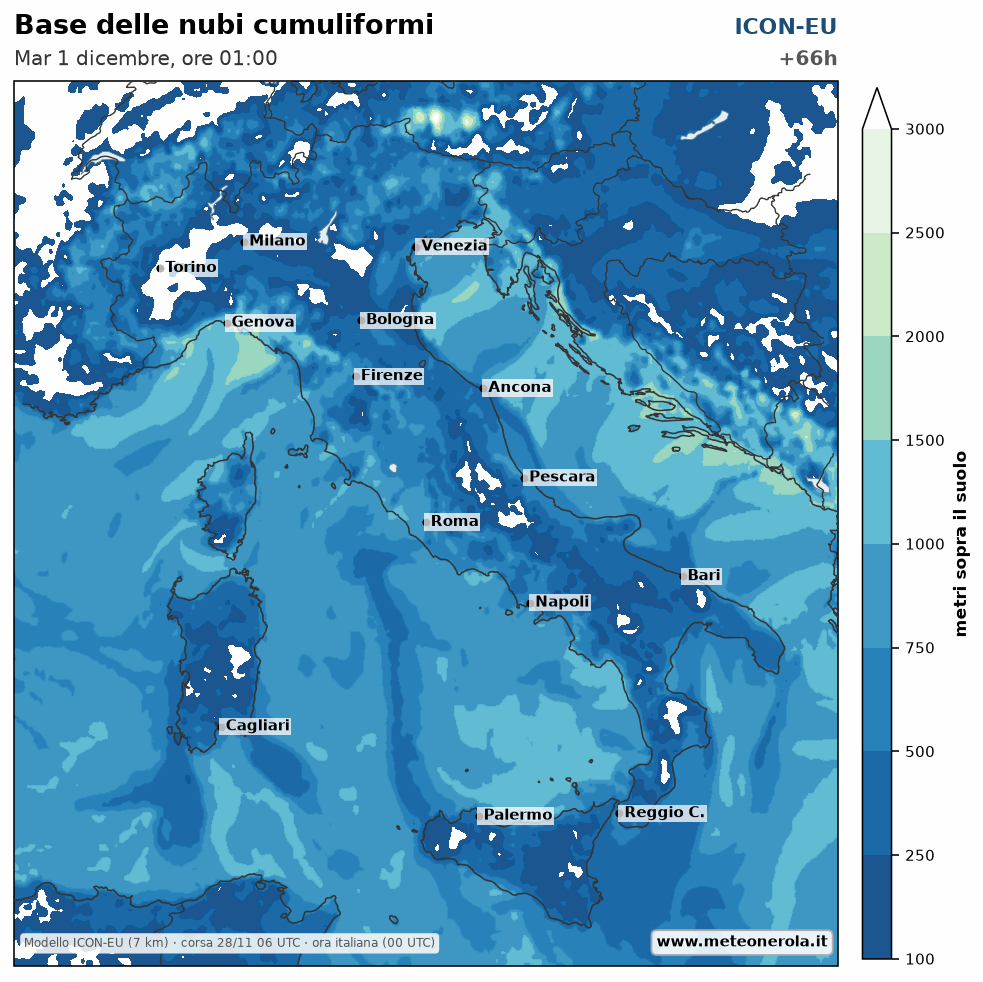 Base delle nubi cumuliformi
ICON-EU
Mar 1 dicembre, ore 01:00
+66h
3000
2500
2000
1500
1000
750
500
250
100
metri sopra il suolo
Milano
Venezia
Torino
Genova
Bologna
Firenze
Ancona
Pescara
Roma
Bari
Napoli
Cagliari
Palermo
Reggio C.
Modello ICON-EU (7 km) · corsa 28/11 06 UTC · ora italiana (00 UTC)
www.meteonerola.it